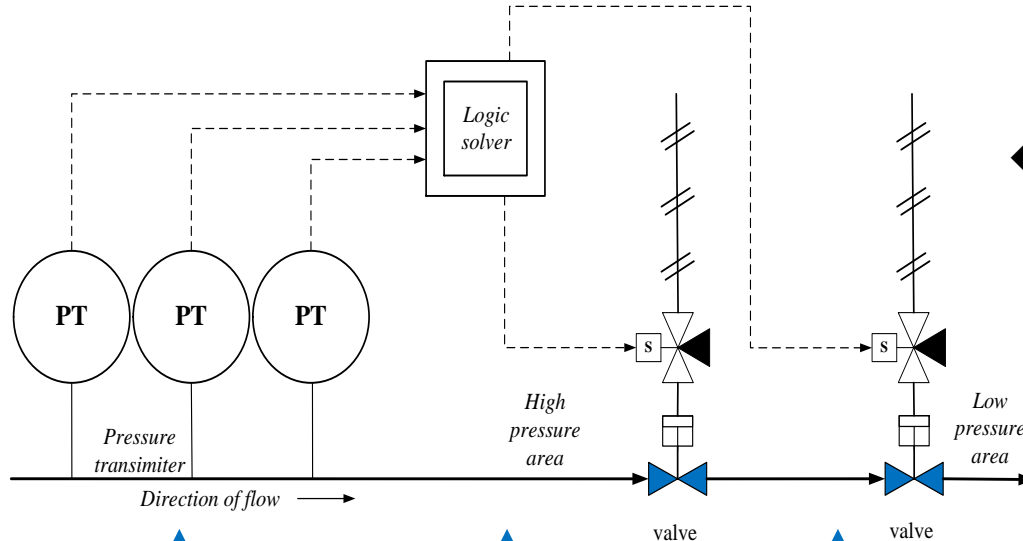 Logic
solver
PT
PT
PT
S
S
High
pressure
area
Low
pressure
area
Pressure
transimiter
Direction of flow
valve
valve